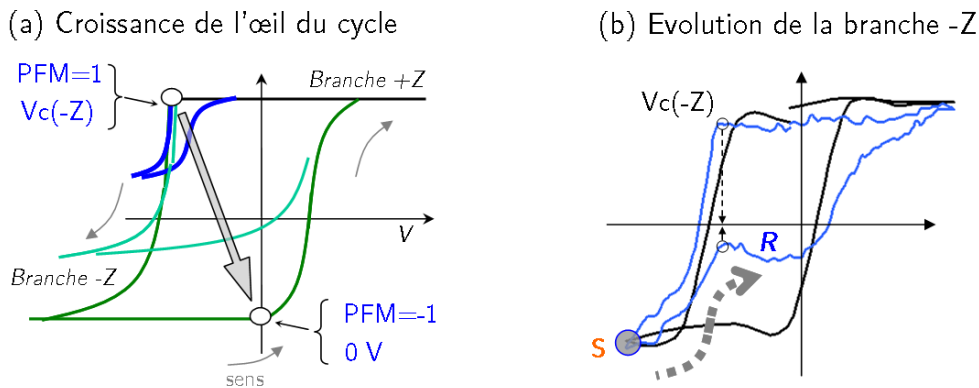 (a) Croissance de l'œil du cycle
PFM=1
Vc(-Z)
Branche +Z
V
Branche -Z
PFM=-1
0 V
sens
(b) Evolution de la branche -Z
Vc(-Z)
R
S